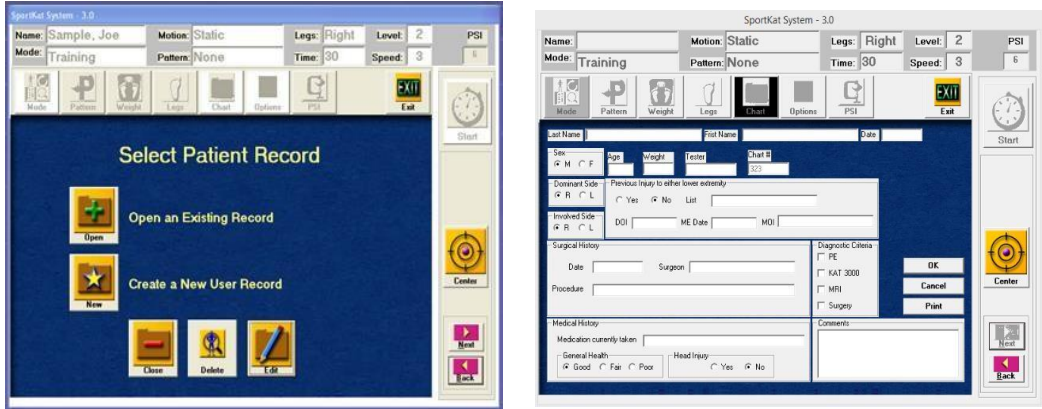 SportKat System - 3.0
Name: Sample, Joe Motion: Static Legs: Right Level: 2 PSI
Mode: Training Pattern: None Time: 30 Speed: 3 6
Mode Pattern Weight Legs Chart Options PSI EXIT Exit
Start
Select Patient Record
Open an Existing Record
Open
Center
Create a New User Record
New
Next
Close Delete Edit
Back
SportKat System - 3.0
Name: Motion: Static Legs: Right Level: 2 PSI
Mode: Training Pattern: None Time: 30 Speed: 3 6
Mode Pattern Weight Legs Chart Options PSI EXIT Exit
Start
Last Name Frist Name Date
Sex Age Weight Tester Chart #
M F 323
Dominant Side Previous Injury to either lower extremity
R L Yes No List
Involved Side
R L DOI ME Date MOI
Surgical History Diagnostic Criteria
PE
Date Surgeon KAT 3000 OK
Procedure MRI Cancel
Surgery Print
Center
Medical History Comments
Medication currently taken
General Health Head Injury
Good Fair Poor Yes No
Next
Back